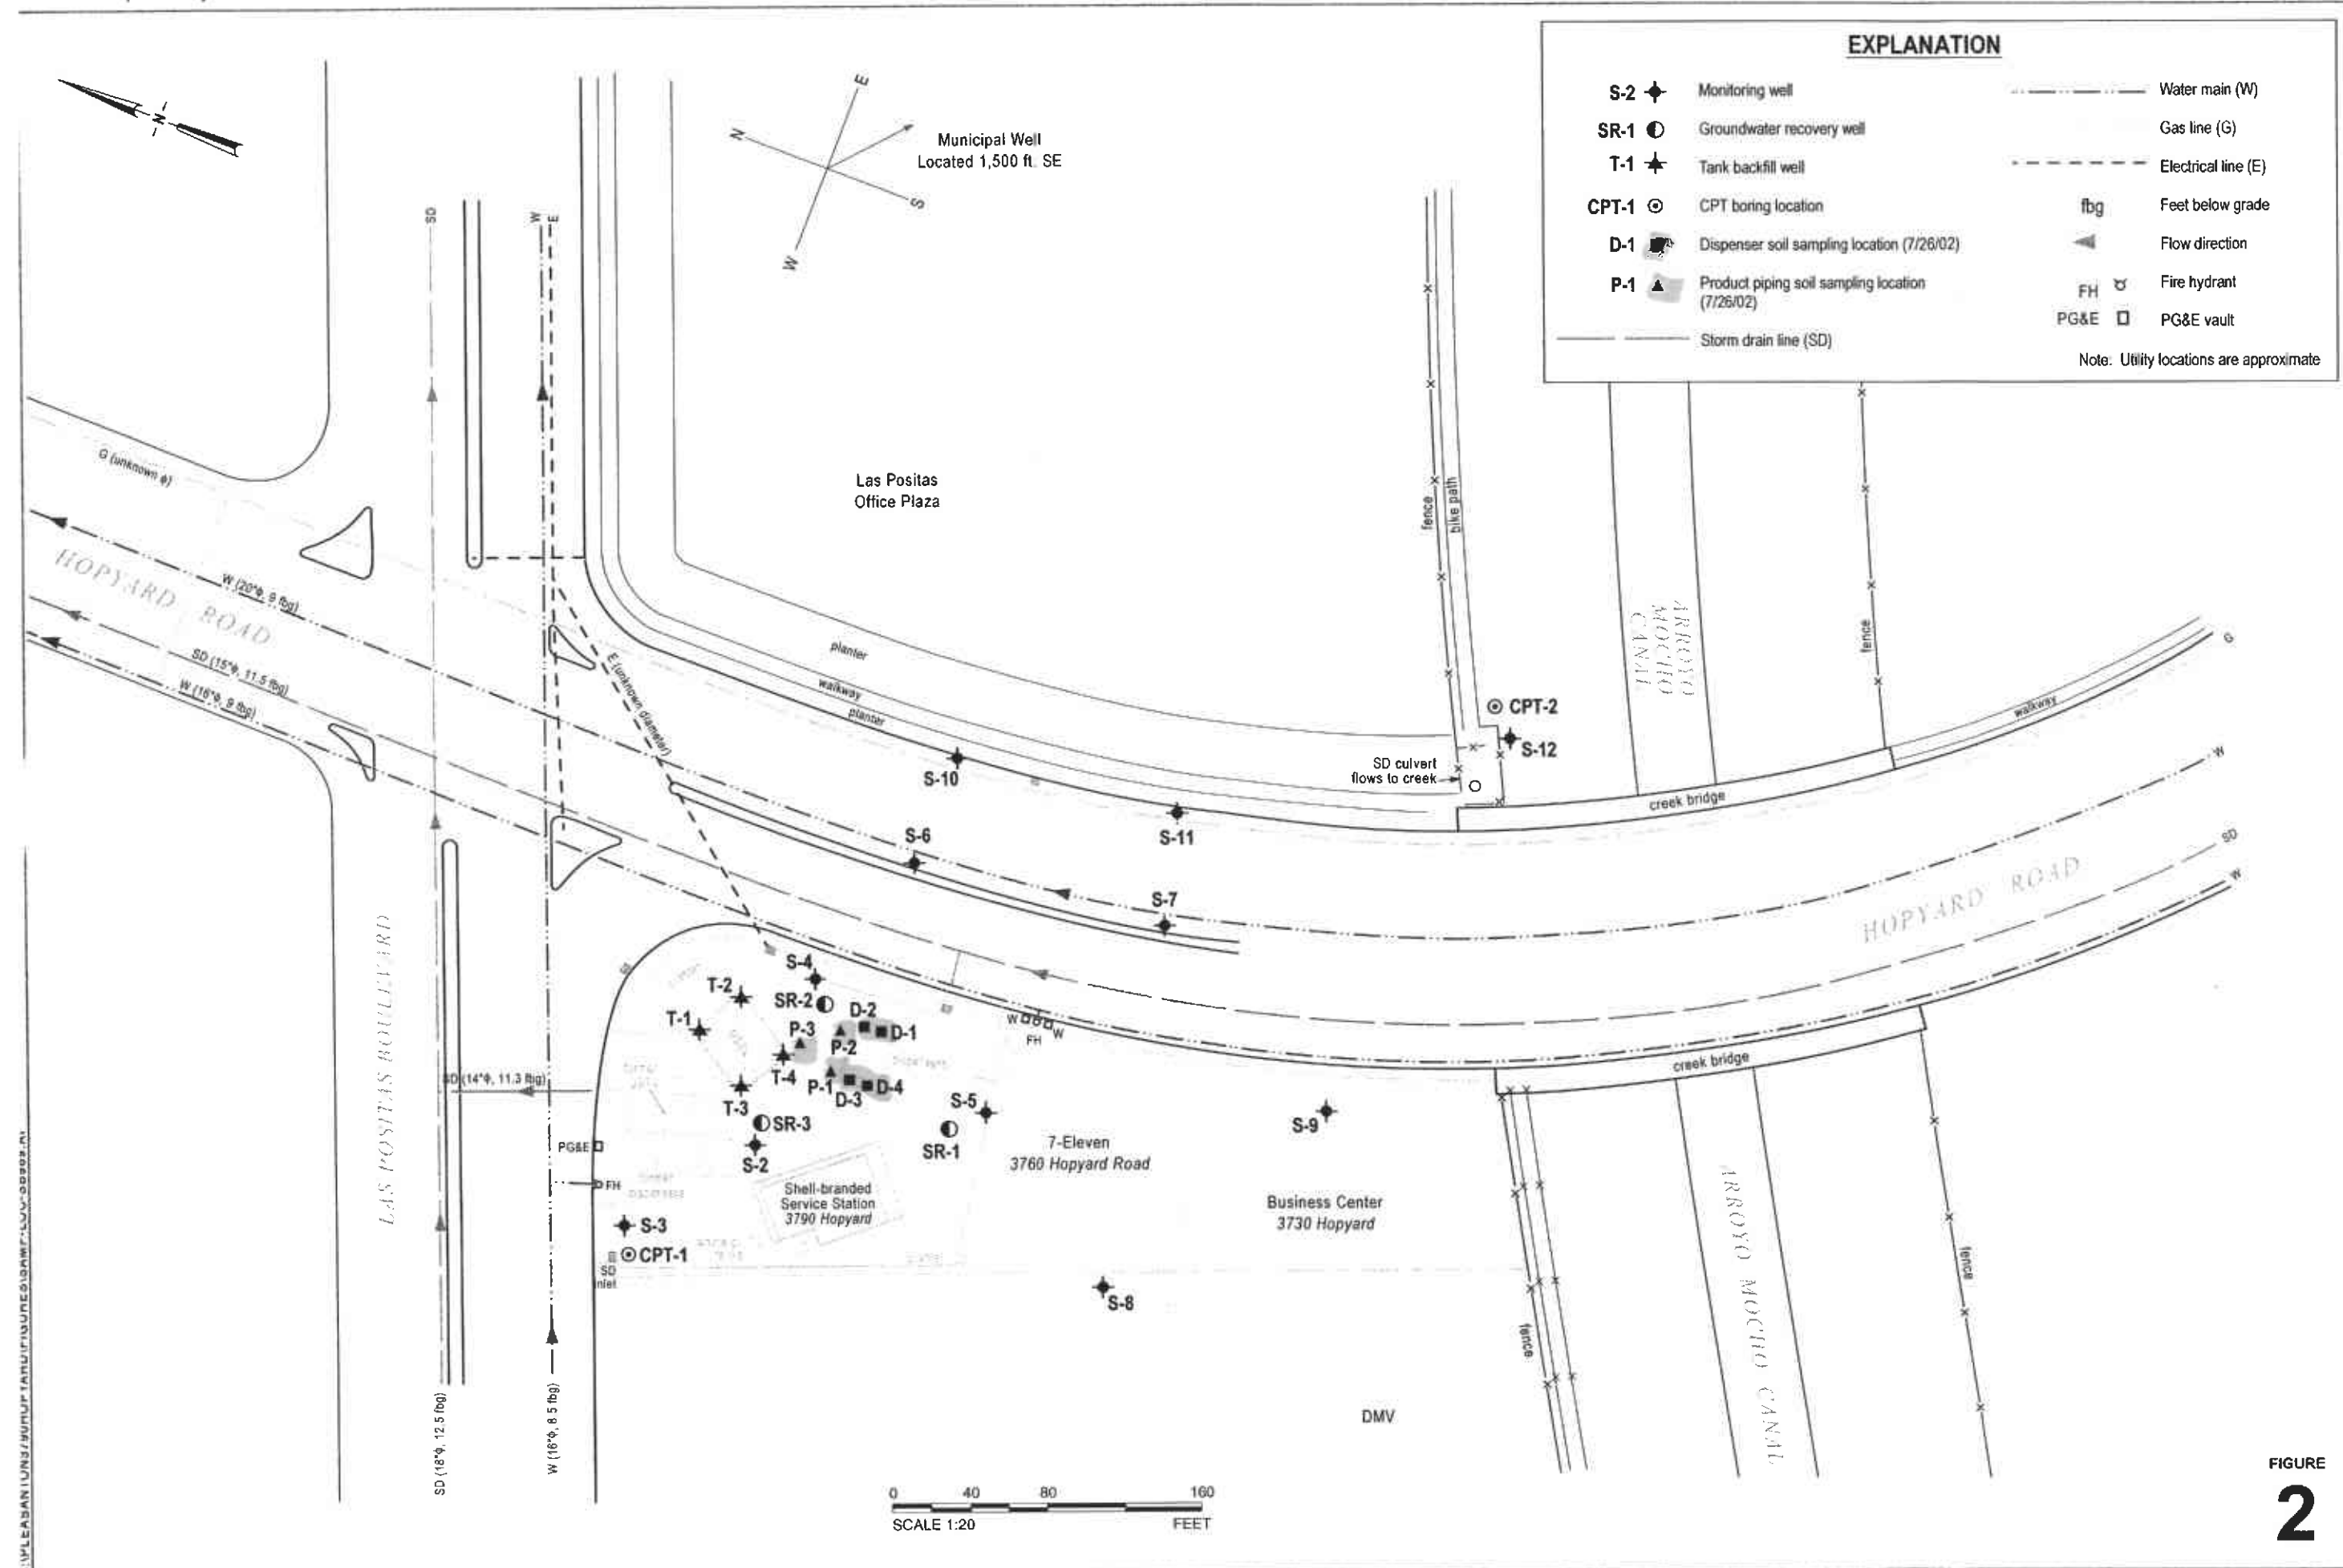 EXPLANATION
S-2 Monitoring well
SR-1 Groundwater recovery well
T-1 Tank backfill well
CPT-1 CPT boring location
D-1 Dispenser soil sampling location (7/26/02)
P-1 Product piping soil sampling location
(7/26/02)
Storm drain line (SD)
Water main (W)
Gas line (G)
Electrical line (E)
fbg Feet below grade
Flow direction
FH Fire hydrant
PG&E PG&E vault
Note: Utility locations are approximate
N
E
N
S
W
Municipal Well
Located 1,500 ft. SE
SD
W
E
Las Positas
Office Plaza
fence
bike path
ARROYO
MOCHO
CANAL
fence
G (unknown ϕ)
HOPYARD ROAD
W (20"ϕ, 9 fbg)
SD (15"ϕ, 11.5 fbg)
W (16"ϕ, 9 fbg)
E (unknown diameter)
planter
walkway
planter
CPT-2
S-12
SD culvert
flows to creek
creek bridge
walkway
G
W
SD
W
HOPYARD ROAD
S-10
S-11
S-6
S-7
S-4
T-2
SR-2
D-2
T-1
P-3
D-1
P-2
W
W
FH
T-4
P-1
D-3
D-4
T-3
SR-3
S-2
S-5
SR-1
S-9
creek bridge
SD (14"ϕ, 11.3 fbg)
PG&E
FH
7-Eleven
3760 Hopyard Road
Shell-branded
Service Station
3790 Hopyard
Business Center
3730 Hopyard
S-3
CPT-1
SD
inlet
S-8
LAS POSITAS BOULEVARD
SD (18"ϕ, 12.5 fbg)
W (16"ϕ, 8.5 fbg)
fence
ARROYO MOCHO CANAL
fence
DMV
0 40 80 160
SCALE 1:20 FEET
FIGURE
2